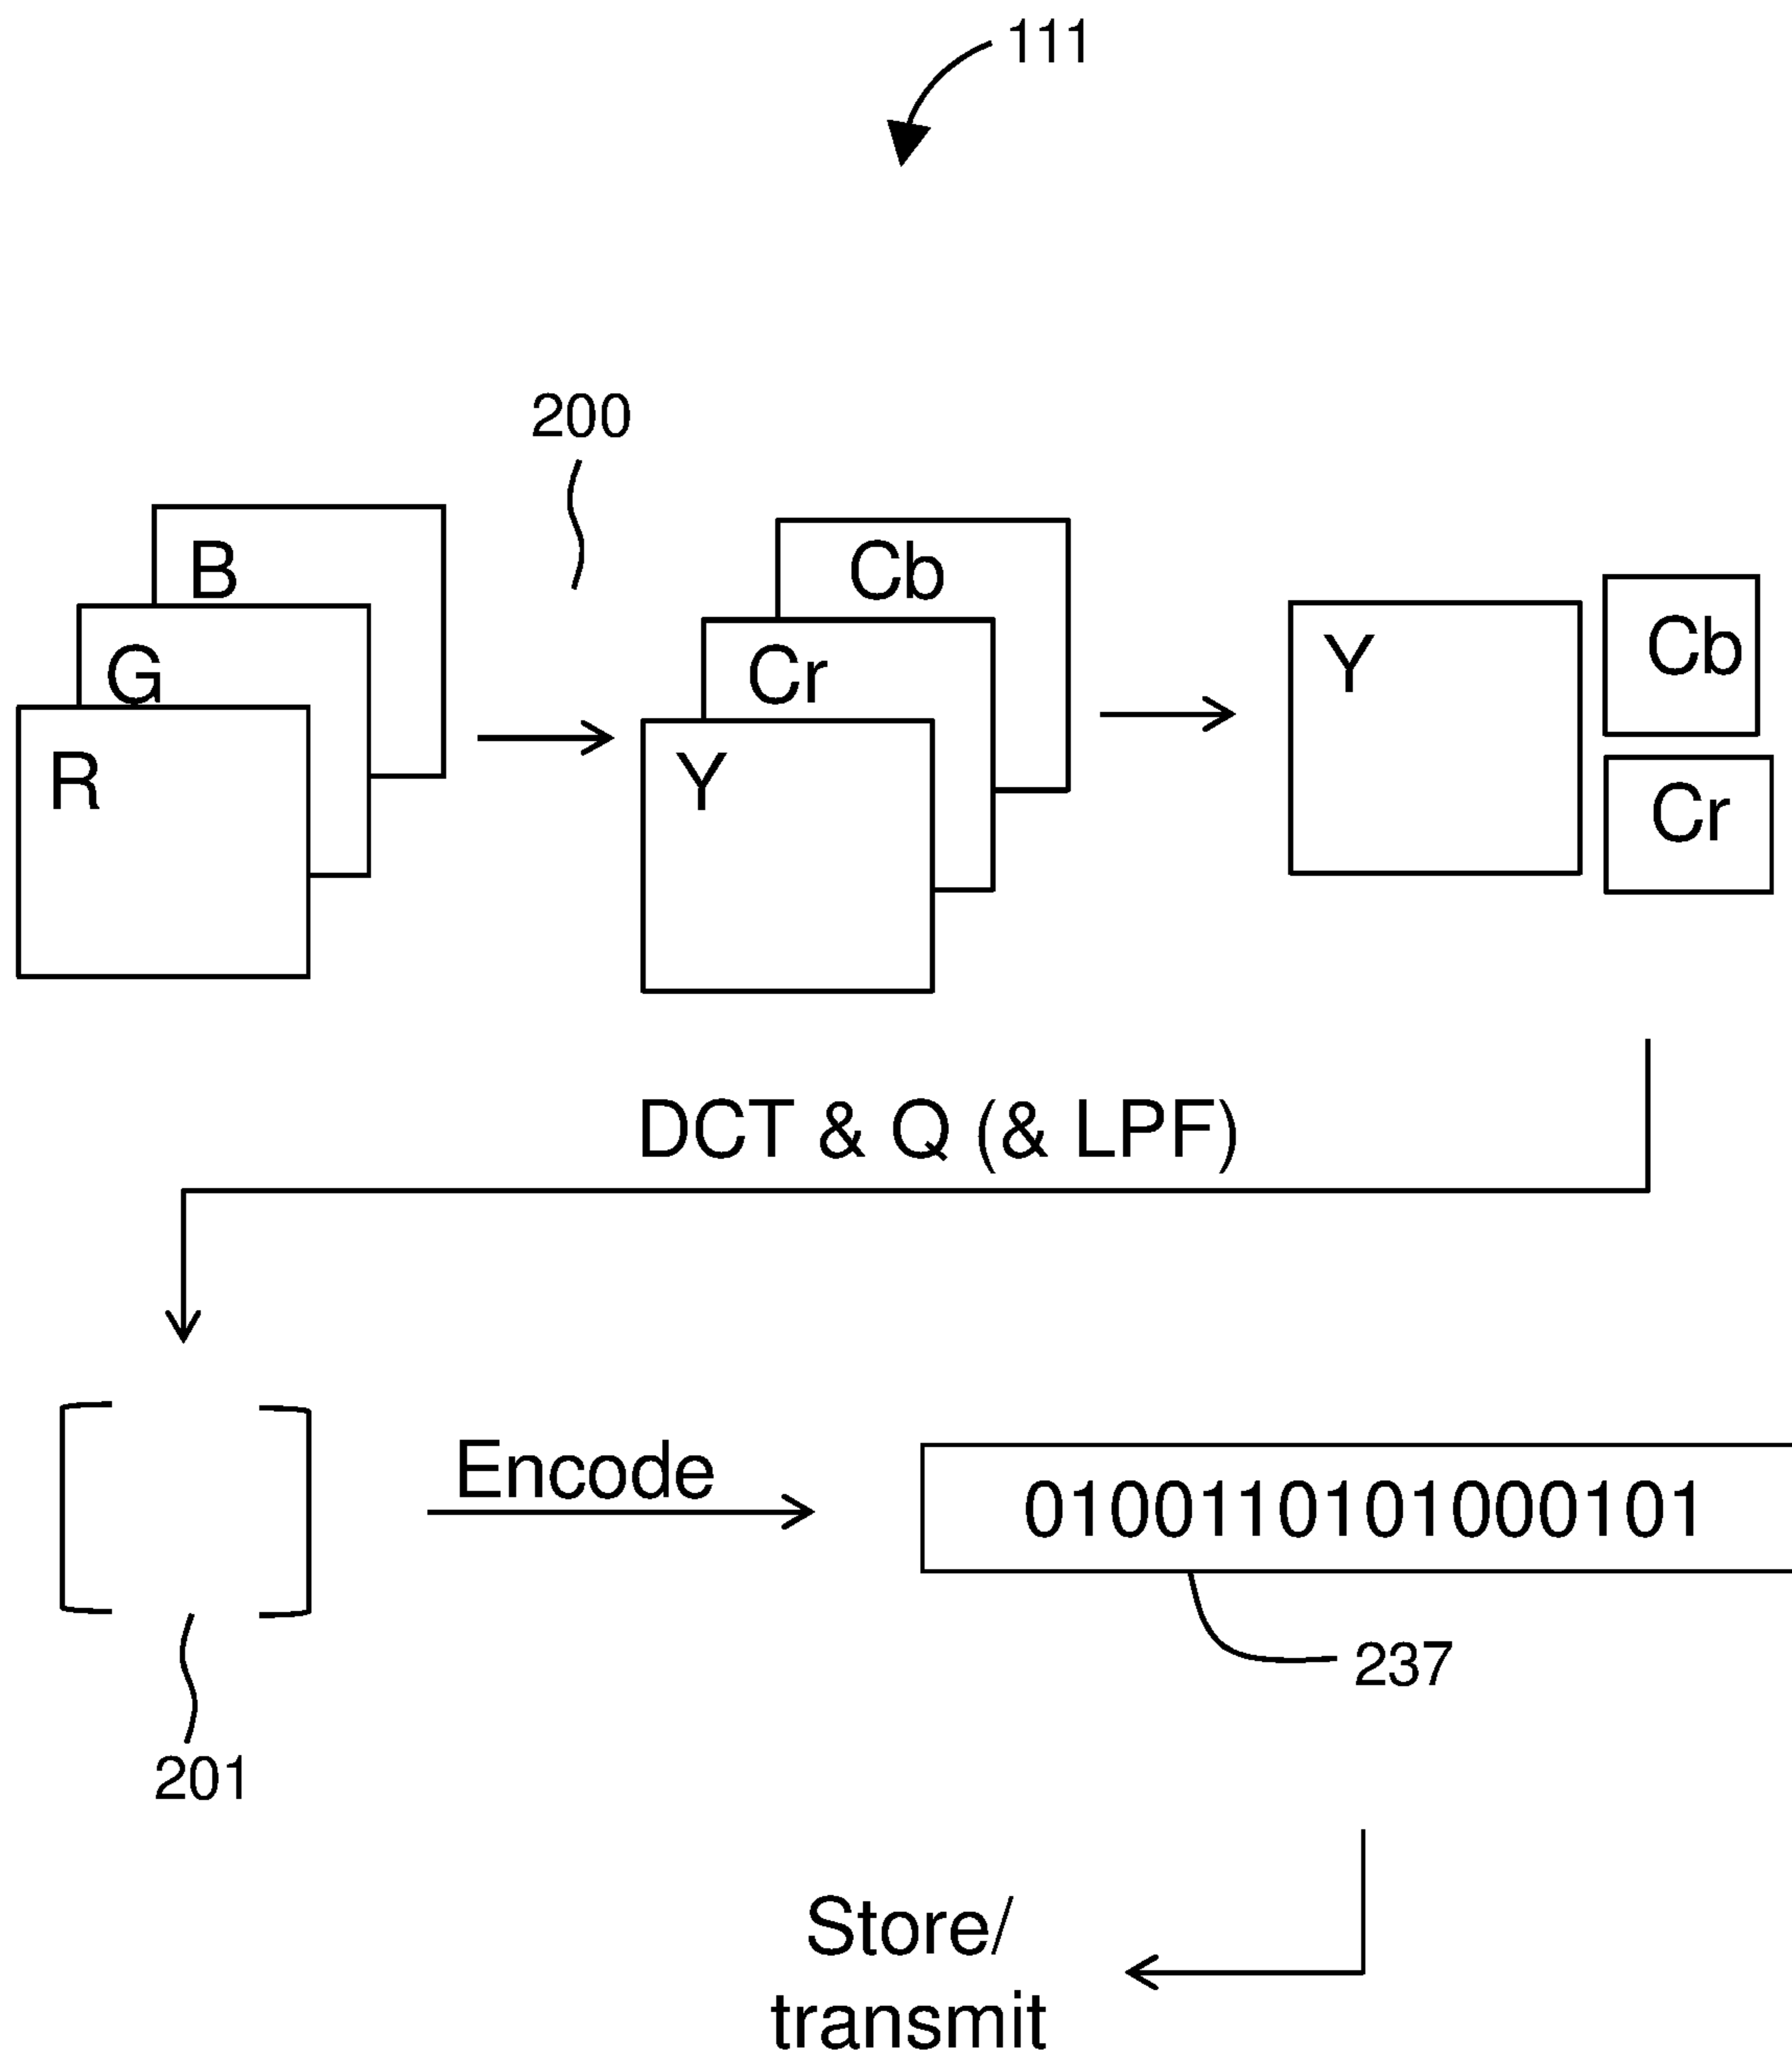 111
200
B
G
R
Cb
Cr
Y
Y
Cb
Cr
DCT & Q (& LPF)
Encode
0100110101000101
237
201
Store/
transmit